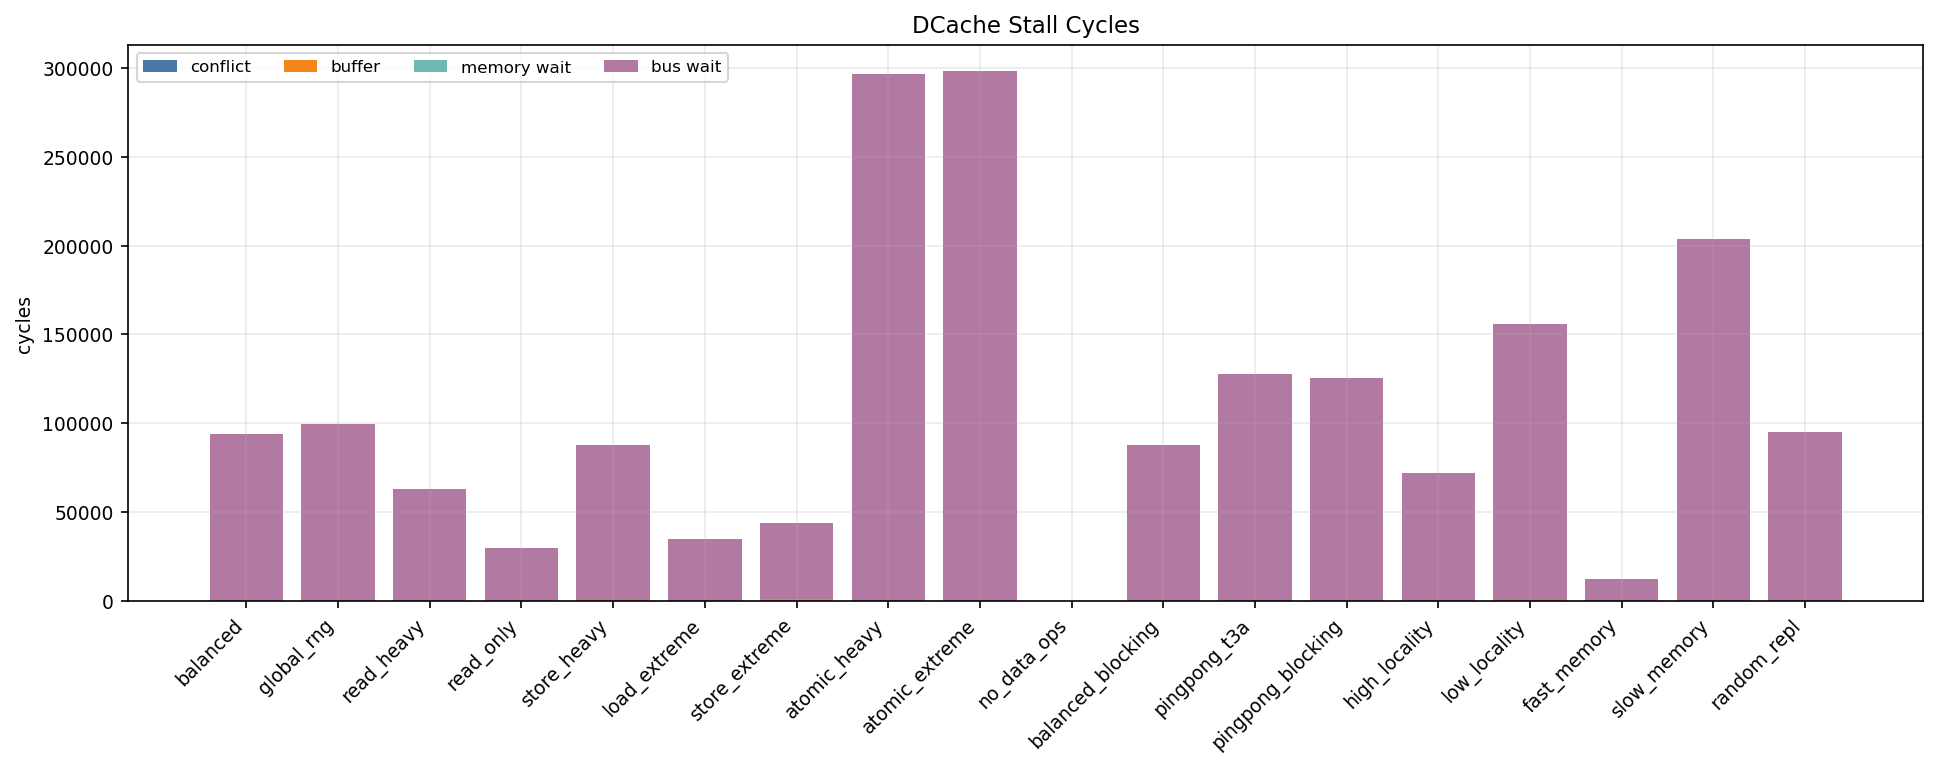 DCache Stall Cycles
conflict buffer memory wait bus wait
300000
250000
200000
150000
100000
50000
0
cycles
balanced
global_rng
read_heavy
read_only
store_heavy
load_extreme
store_extreme
atomic_heavy
atomic_extreme
no_data_ops
balanced_blocking
pingpong_t3a
pingpong_blocking
high_locality
low_locality
fast_memory
slow_memory
random_repl